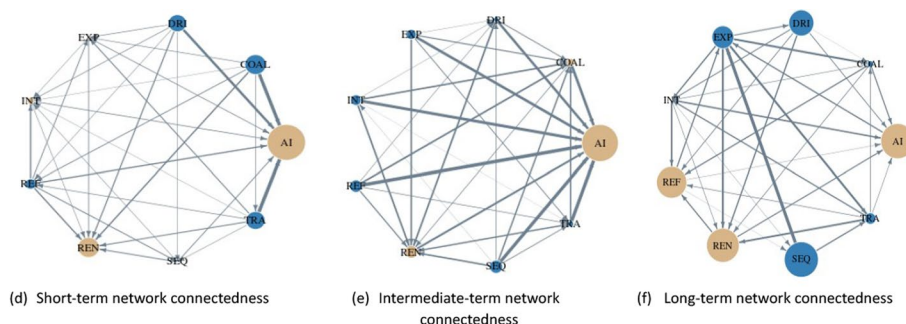 DRI
EXP
COAL
INT
AI
REF
TRA
REN
SEQ
(d) Short-term network connectedness
DRI
EXP
COAL
INT
AI
REF
TRA
REN
SEQ
(e) Intermediate-term network
connectedness
DRI
EXP
COAL
INT
AI
REF
TRA
REN
SEQ
(f) Long-term network connectedness